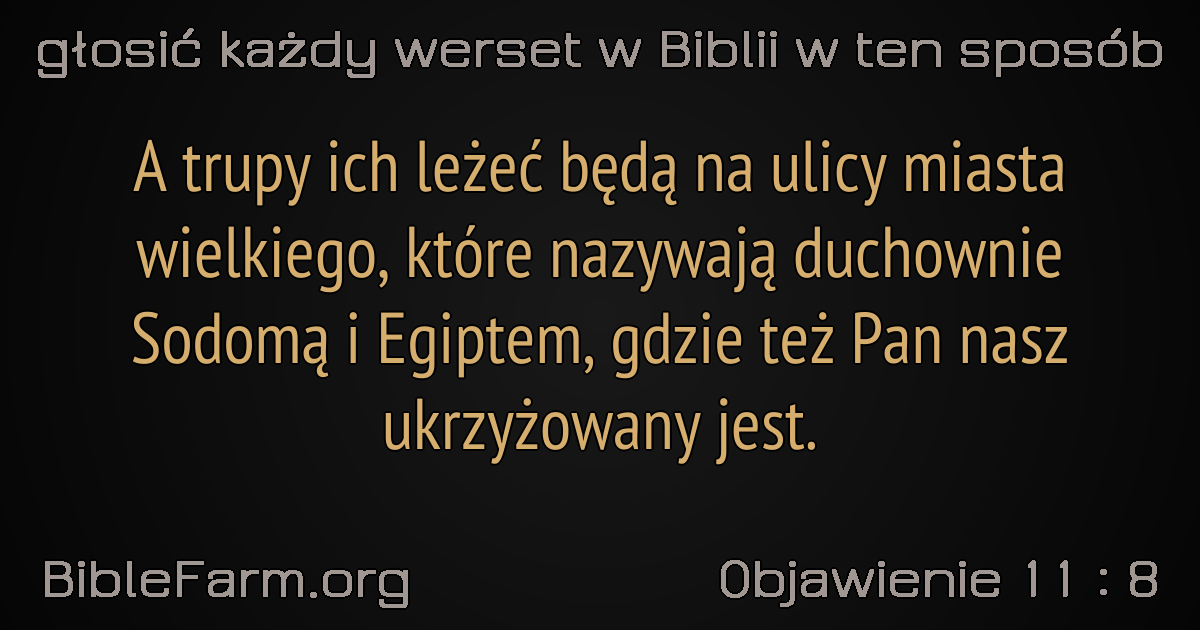 głosić każdy werset w Biblii w ten sposób
A trupy ich leżeć będą na ulicy miasta
wielkiego, które nazywają duchownie
Sodomą i Egiptem, gdzie też Pan nasz
ukrzyżowany jest.
BibleFarm.org
Objawienie 11 : 8